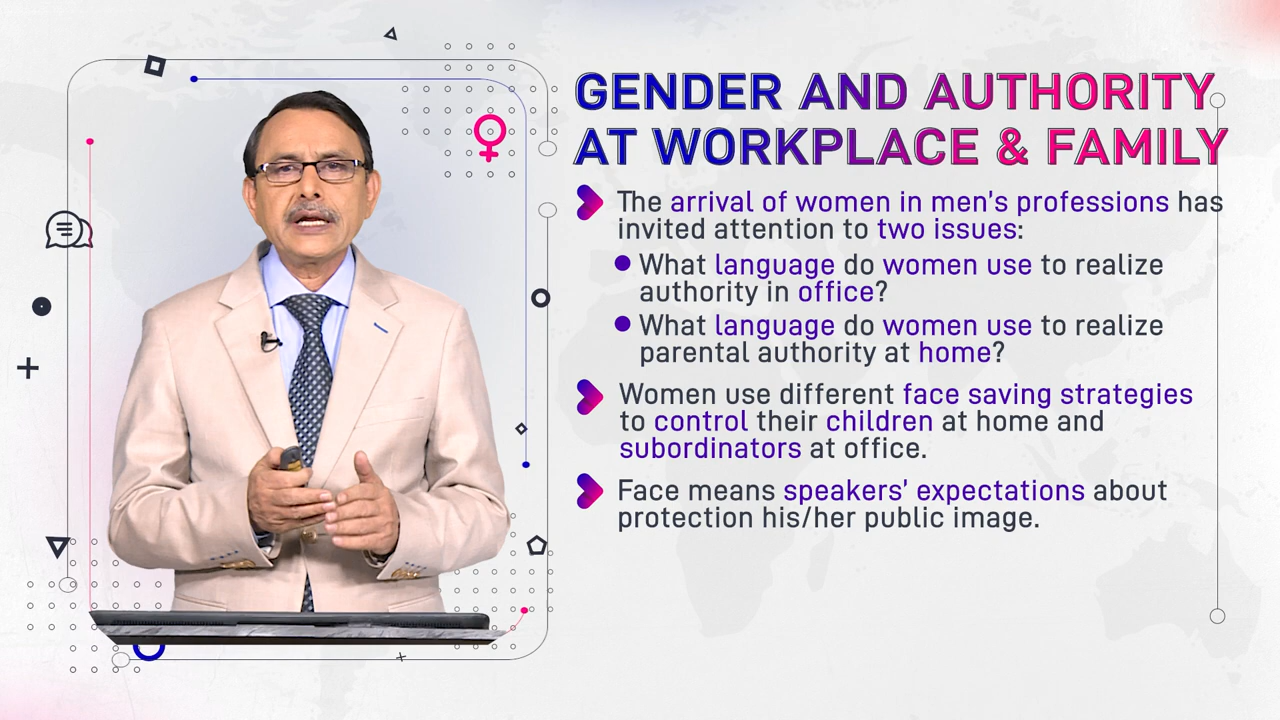 GENDER AND AUTHORITY
AT WORKPLACE & FAMILY
The arrival of women in men's professions has
invited attention to two issues:
What language do women use to realize
authority in office?
What language do women use to realize
parental authority at home?
Women use different face saving strategies
to control their children at home and
subordinators at office.
Face means speakers' expectations about
protection his/her public image.